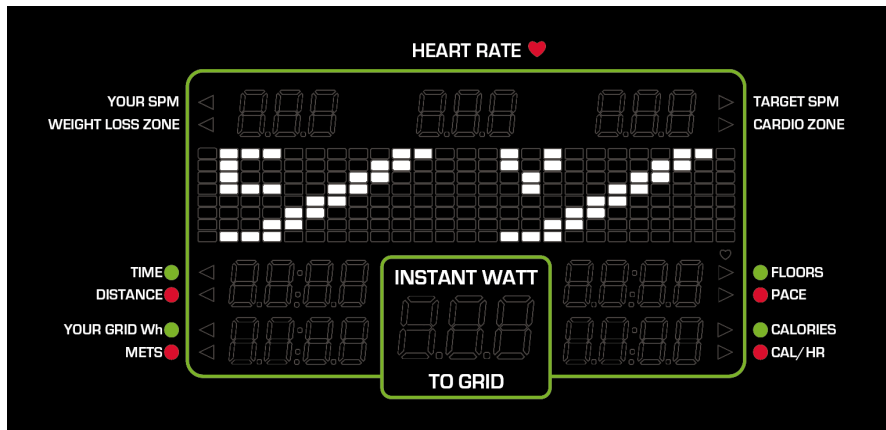 HEART RATE
YOUR SPM
TARGET SPM
WEIGHT LOSS ZONE
CARDIO ZONE
TIME
INSTANT WATT
FLOORS
DISTANCE
PACE
YOUR GRID Wh
CALORIES
METS
CAL/HR
TO GRID